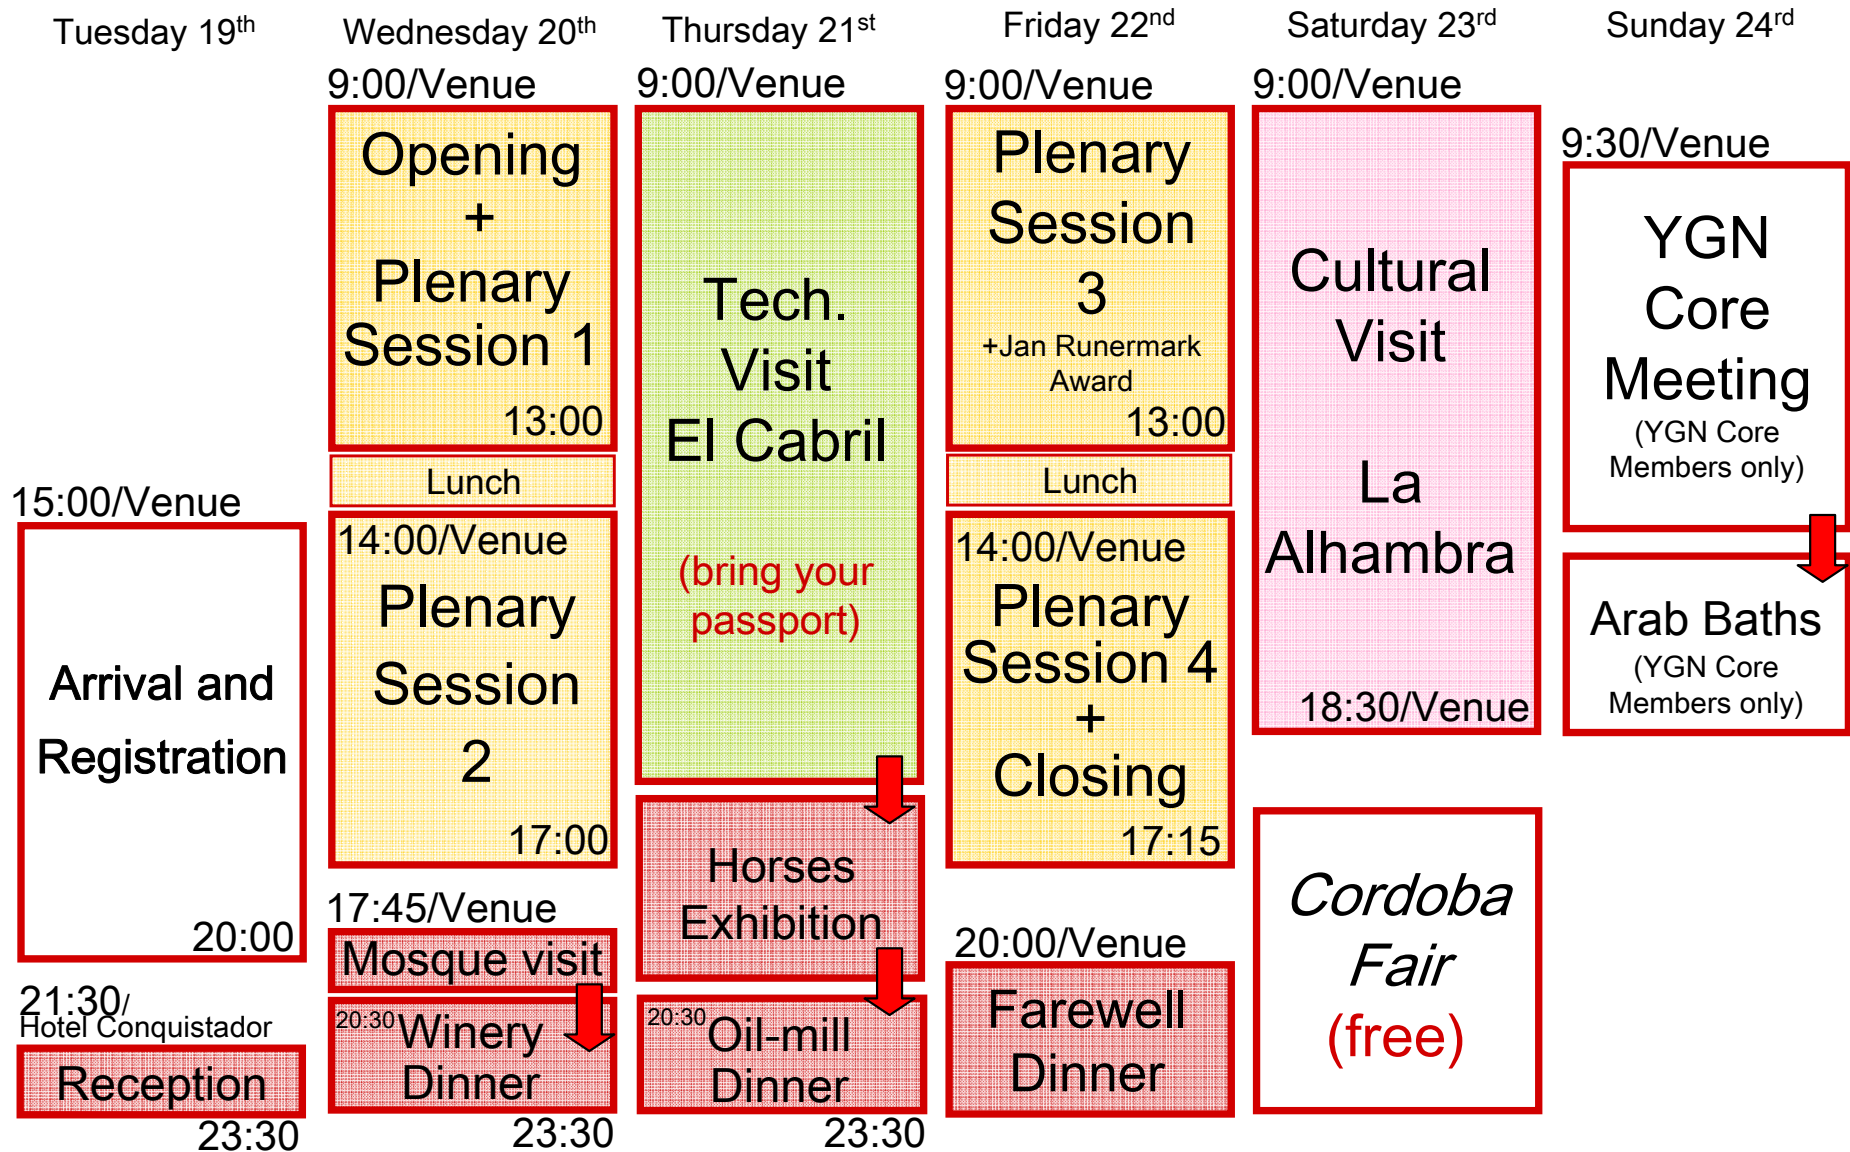 Tuesday 19th
15:00/Venue
Arrival and
Registration
20:00
21:30/
Hotel Conquistador
Reception
23:30
Wednesday 20th
9:00/Venue
Opening
+
Plenary
Session 1
13:00
Lunch
14:00/Venue
Plenary
Session
2
17:00
17:45/Venue
Mosque visit
20:30 Winery
Dinner
23:30
Thursday 21st
9:00/Venue
Tech.
Visit
El Cabril
(bring your
passport)
Horses
Exhibition
20:30 Oil-mill
Dinner
23:30
Friday 22nd
9:00/Venue
Plenary
Session
3
+Jan Runermark
Award
13:00
Lunch
14:00/Venue
Plenary
Session 4
+
Closing
17:15
20:00/Venue
Farewell
Dinner
Saturday 23rd
9:00/Venue
Cultural
Visit
La
Alhambra
18:30/Venue
Cordoba
Fair
(free)
Sunday 24rd
9:30/Venue
YGN
Core
Meeting
(YGN Core
Members only)
Arab Baths
(YGN Core
Members only)